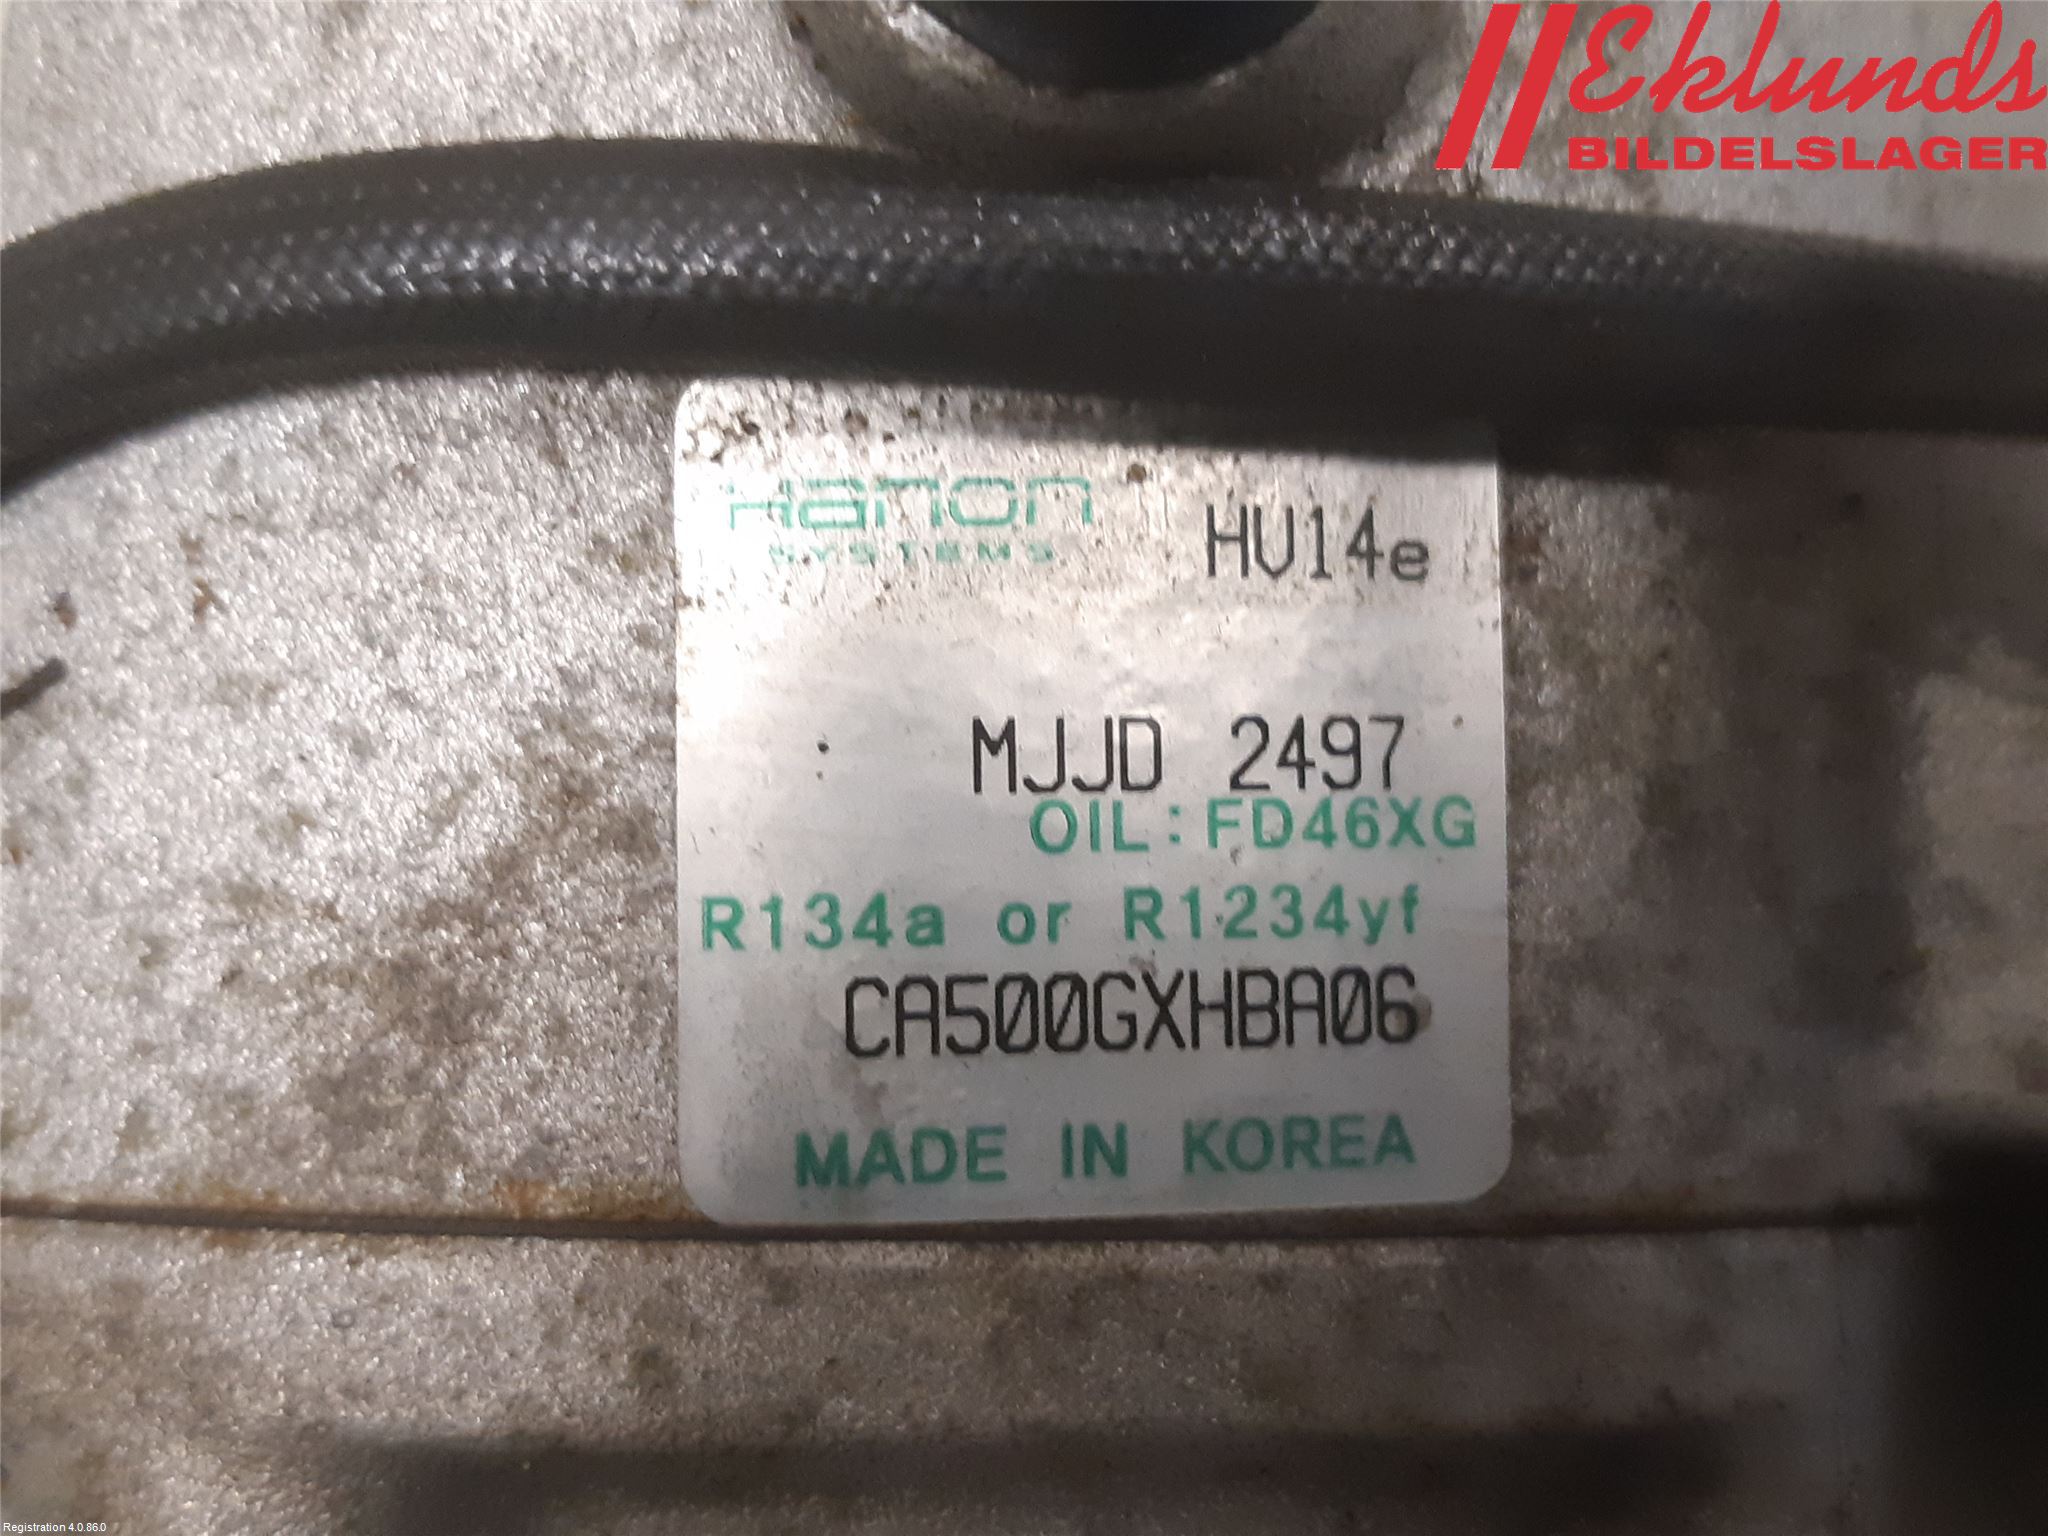 Eklunds
BILDELSLAGER
Hanon
SYSTEMS
HV14e
MJJD 2497
OIL: FD46XG
R134a or R1234yf
CA500GXHBA06
MADE IN KOREA
Registration 4.0.86.0